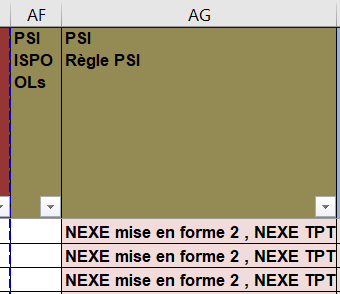 AF AG
PSI
ISPO
OLs
PSI
Règle PSI
NEXE mise en forme 2 , NEXE TPT
NEXE mise en forme 2 , NEXE TPT
NEXE mise en forme 2 , NEXE TPT